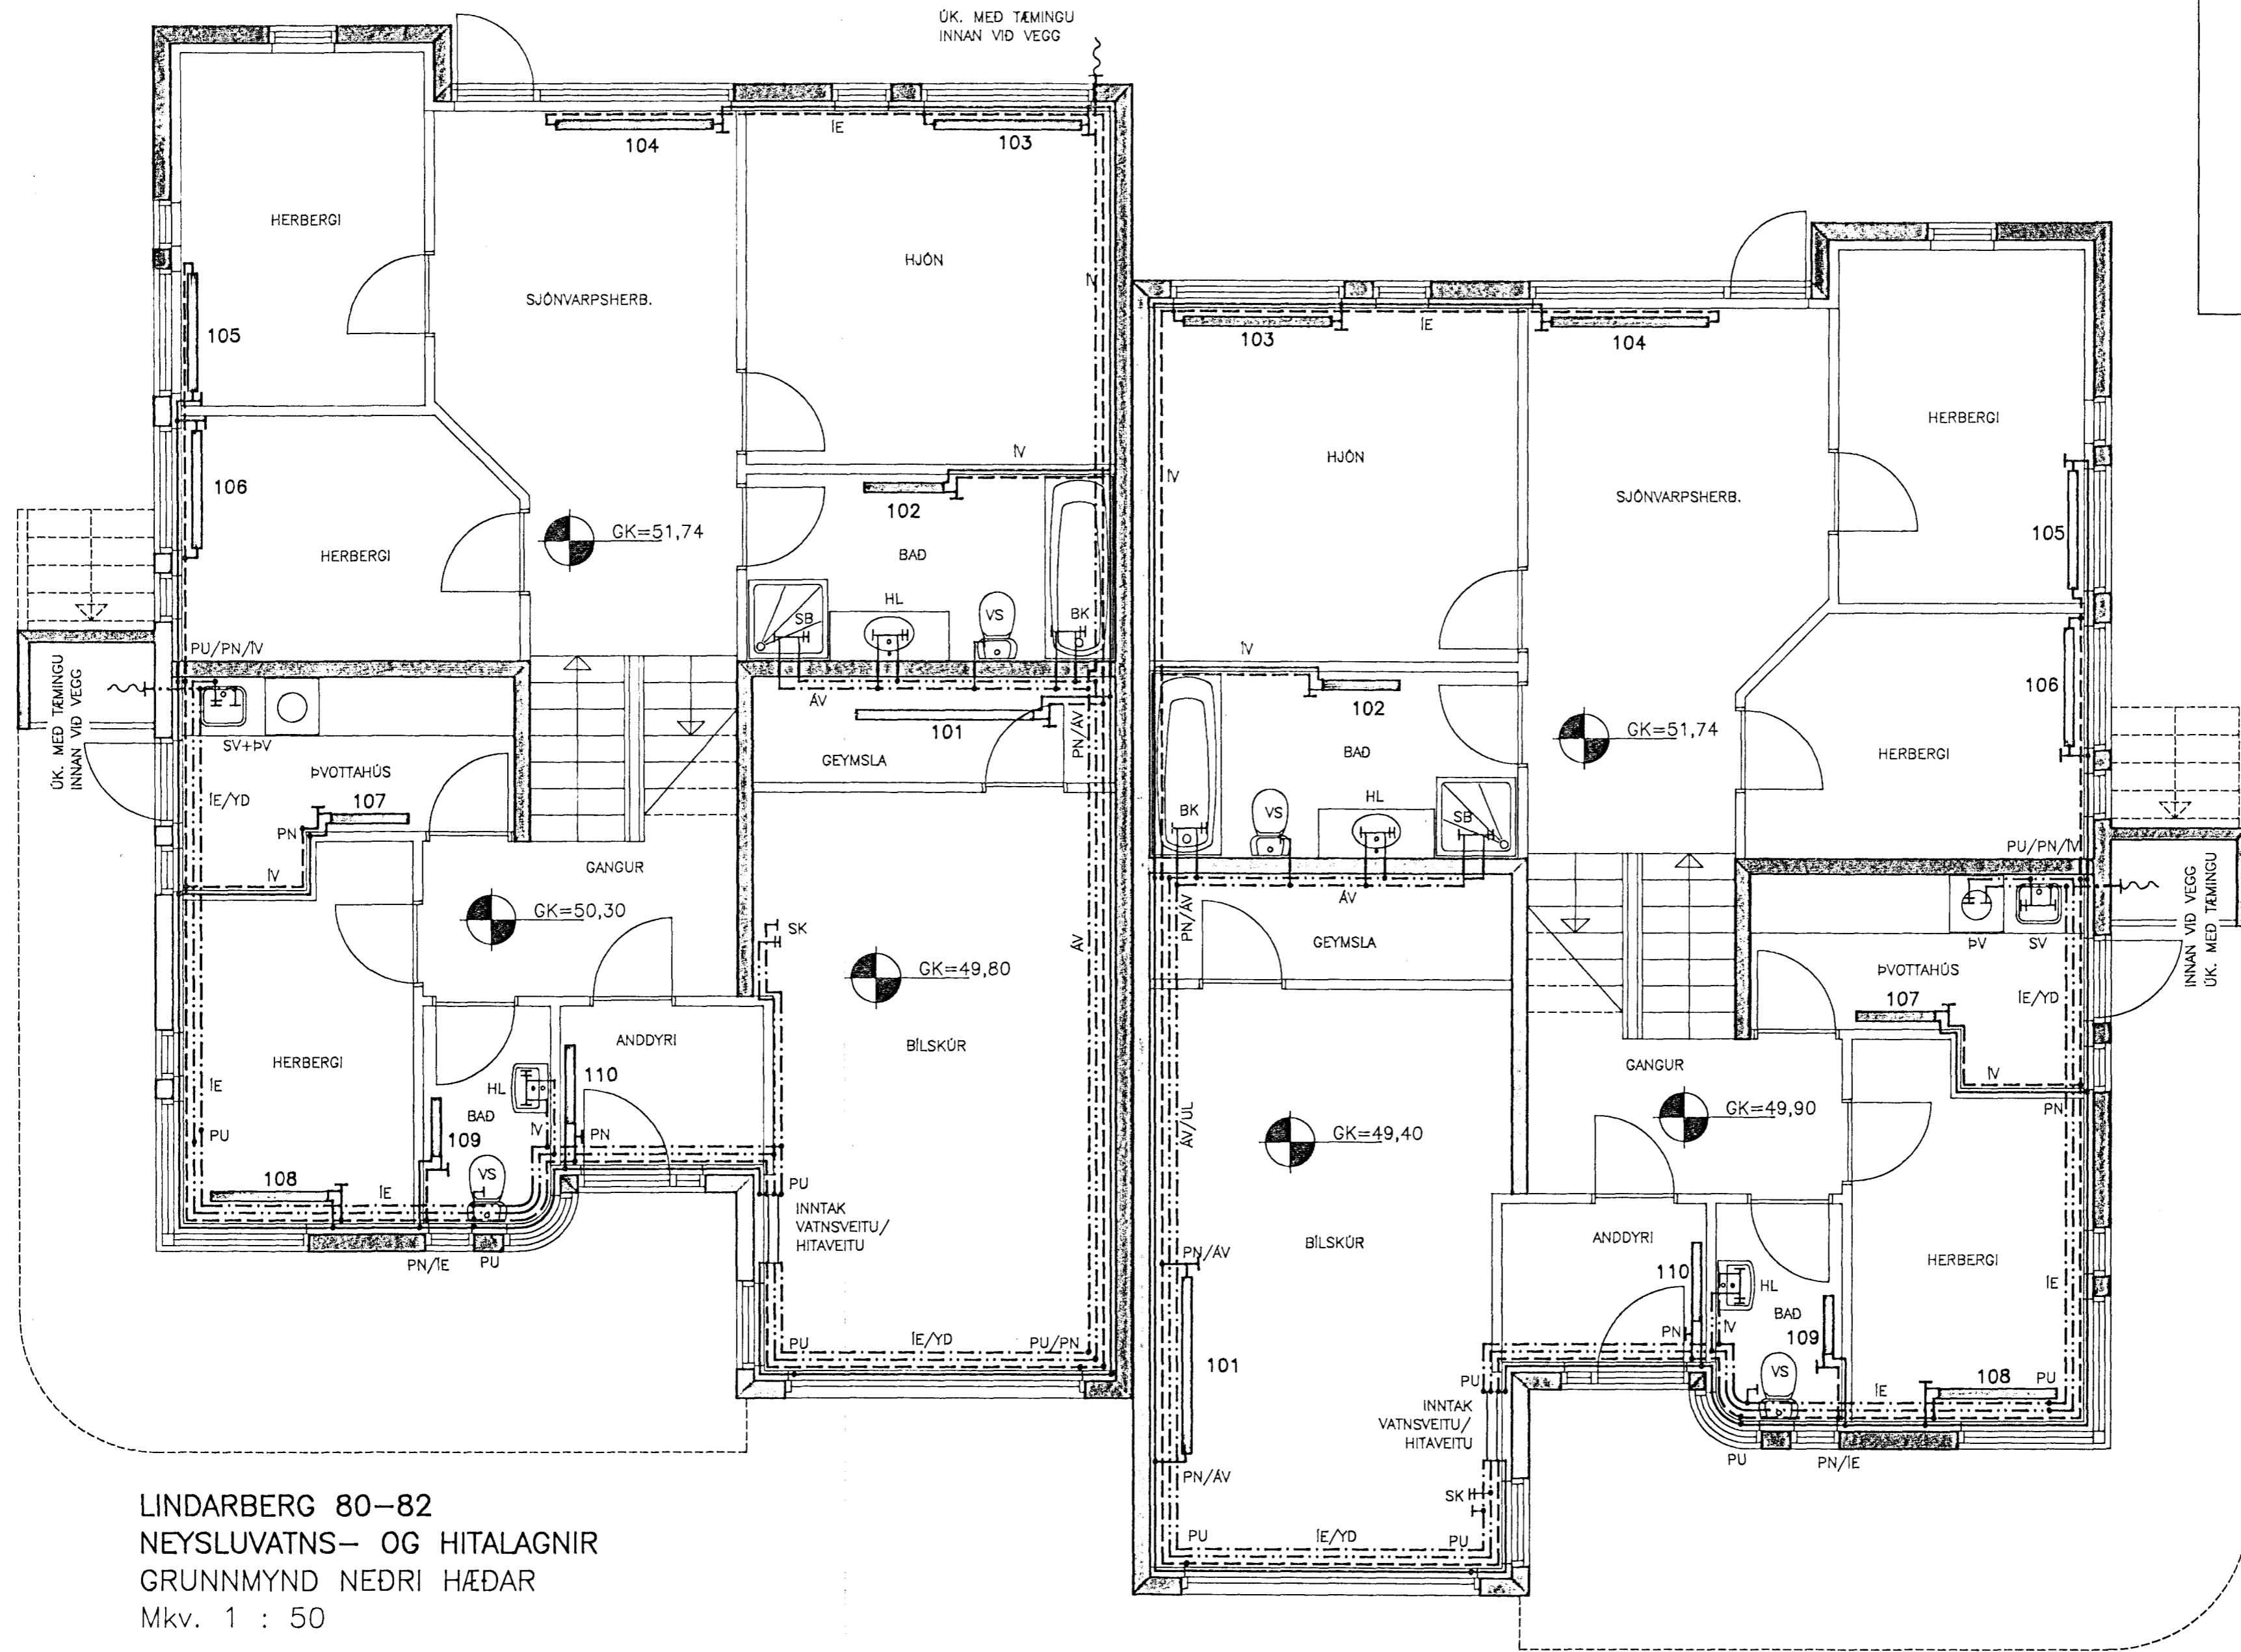 ÚK. MEÐ TÆMINGU
INNAN VIÐ VEGG
104
ÍE
103
HERBERGI
HJÓN
SJÓNVARPSHERB.
ÍV
105
ÍV
106
102
GK=51,74
HERBERGI
BAÐ
HL
VS
SB
BK
PU/PN/ÍV
ÚK. MEÐ TÆMINGU
INNAN VIÐ VEGG
ÁV
101
PN/ÁV
SV+ÞV
GEYMSLA
ÞVOTTAHÚS
ÍE/YD
107
PN
ÍV
GANGUR
GK=50,30
SK
GK=49,80
ÁV
ANDDYRI
BÍLSKÚR
HERBERGI
110
HL
BAÐ
ÍE
PU
109
ÍV
PN
VS
108
ÍE
PU
INNTAK
VATNSVEITU/
HITAVEITU
PN/ÍE
PU
PU
ÍE/YD
PU/PN
103
ÍE
104
HERBERGI
HJÓN
ÍV
SJÓNVARPSHERB.
105
ÍV
102
106
GK=51,74
BAÐ
HERBERGI
HL
BK
VS
SB
PU/PN/ÍV
ÁV
PN/ÁV
INNAN VIÐ VEGG
ÚK. MEÐ TÆMINGU
GEYMSLA
ÞV
SV
ÞVOTTAHÚS
ÍE/YD
107
GANGUR
ÍV
PN
GK=49,90
ÁV/ÚL
GK=49,40
BÍLSKÚR
ANDDYRI
HERBERGI
PN/ÁV
110
HL
ÍE
BAÐ
PN
ÍV
109
101
VS
PU
ÍE
108
PU
INNTAK
VATNSVEITU/
HITAVEITU
PU
PN/ÍE
PN/ÁV
SK
PU
ÍE/YD
PU
LINDARBERG 80-82
NEYSLUVATNS- OG HITALAGNIR
GRUNNMYND NEÐRI HÆÐAR
Mkv. 1 : 50